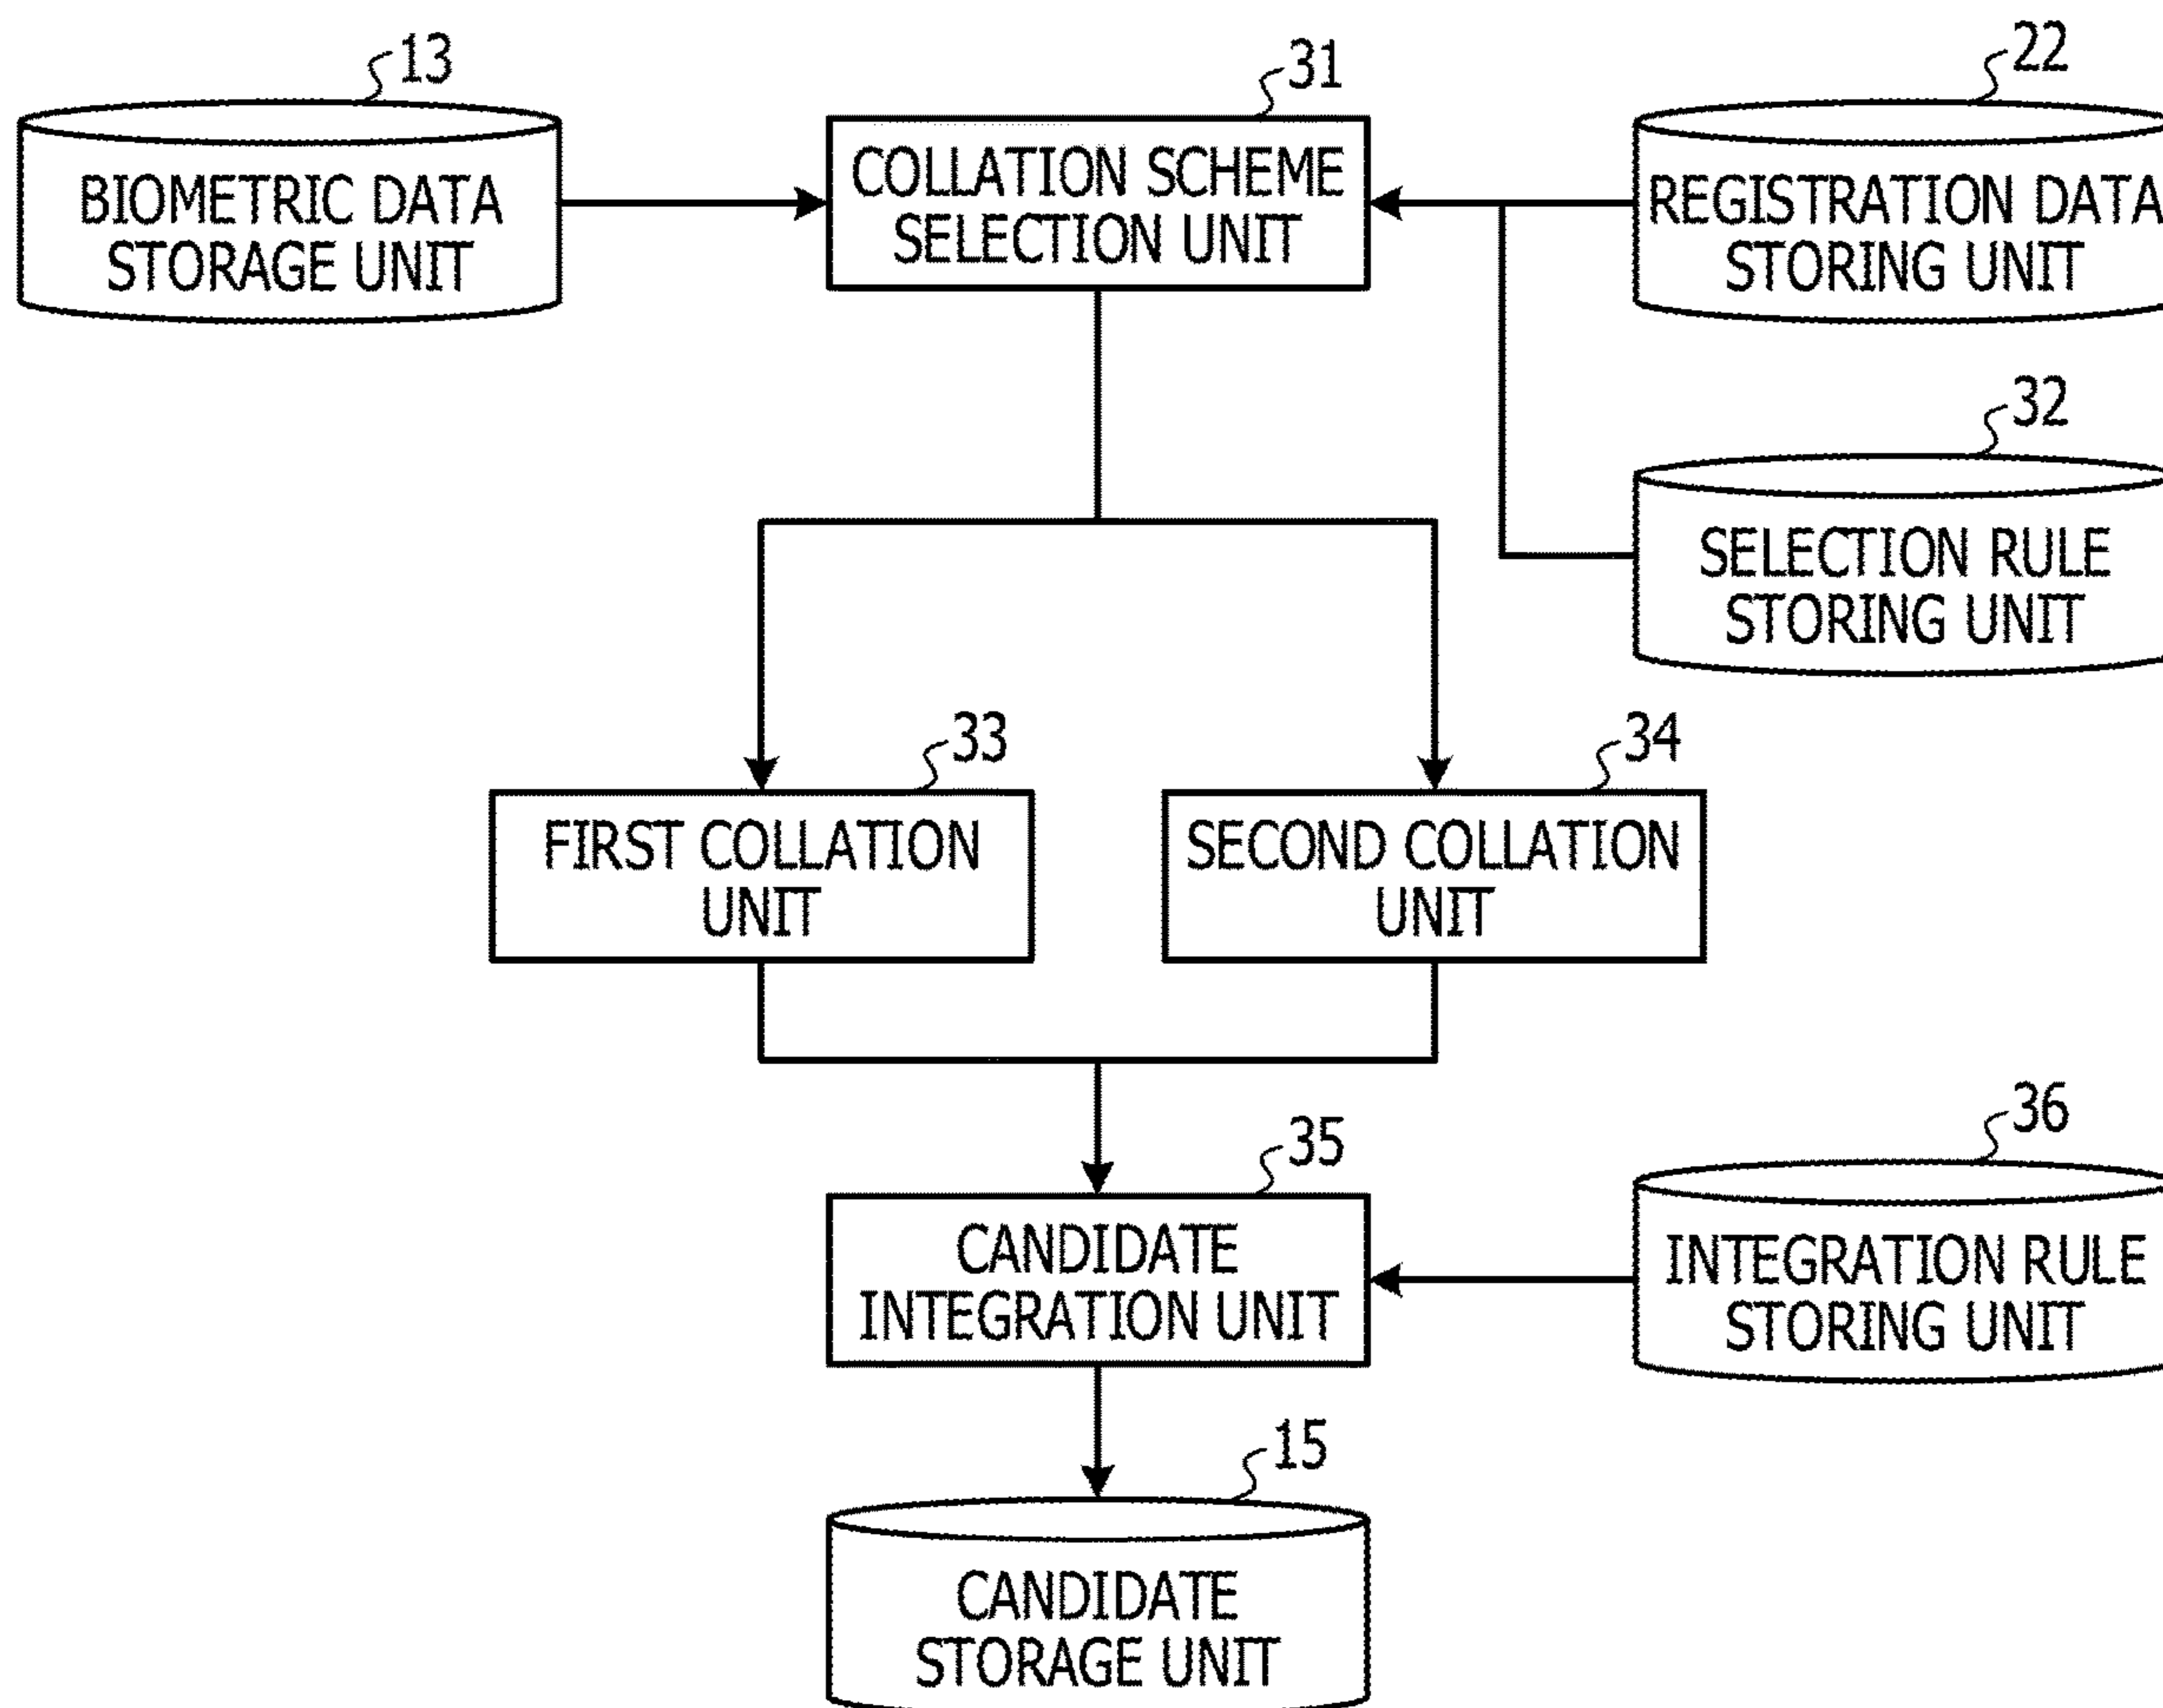 13
BIOMETRIC DATA
STORAGE UNIT
31
COLLATION SCHEME
SELECTION UNIT
22
REGISTRATION DATA
STORING UNIT
32
SELECTION RULE
STORING UNIT
33
FIRST COLLATION
UNIT
34
SECOND COLLATION
UNIT
35
CANDIDATE
INTEGRATION UNIT
36
INTEGRATION RULE
STORING UNIT
15
CANDIDATE
STORAGE UNIT